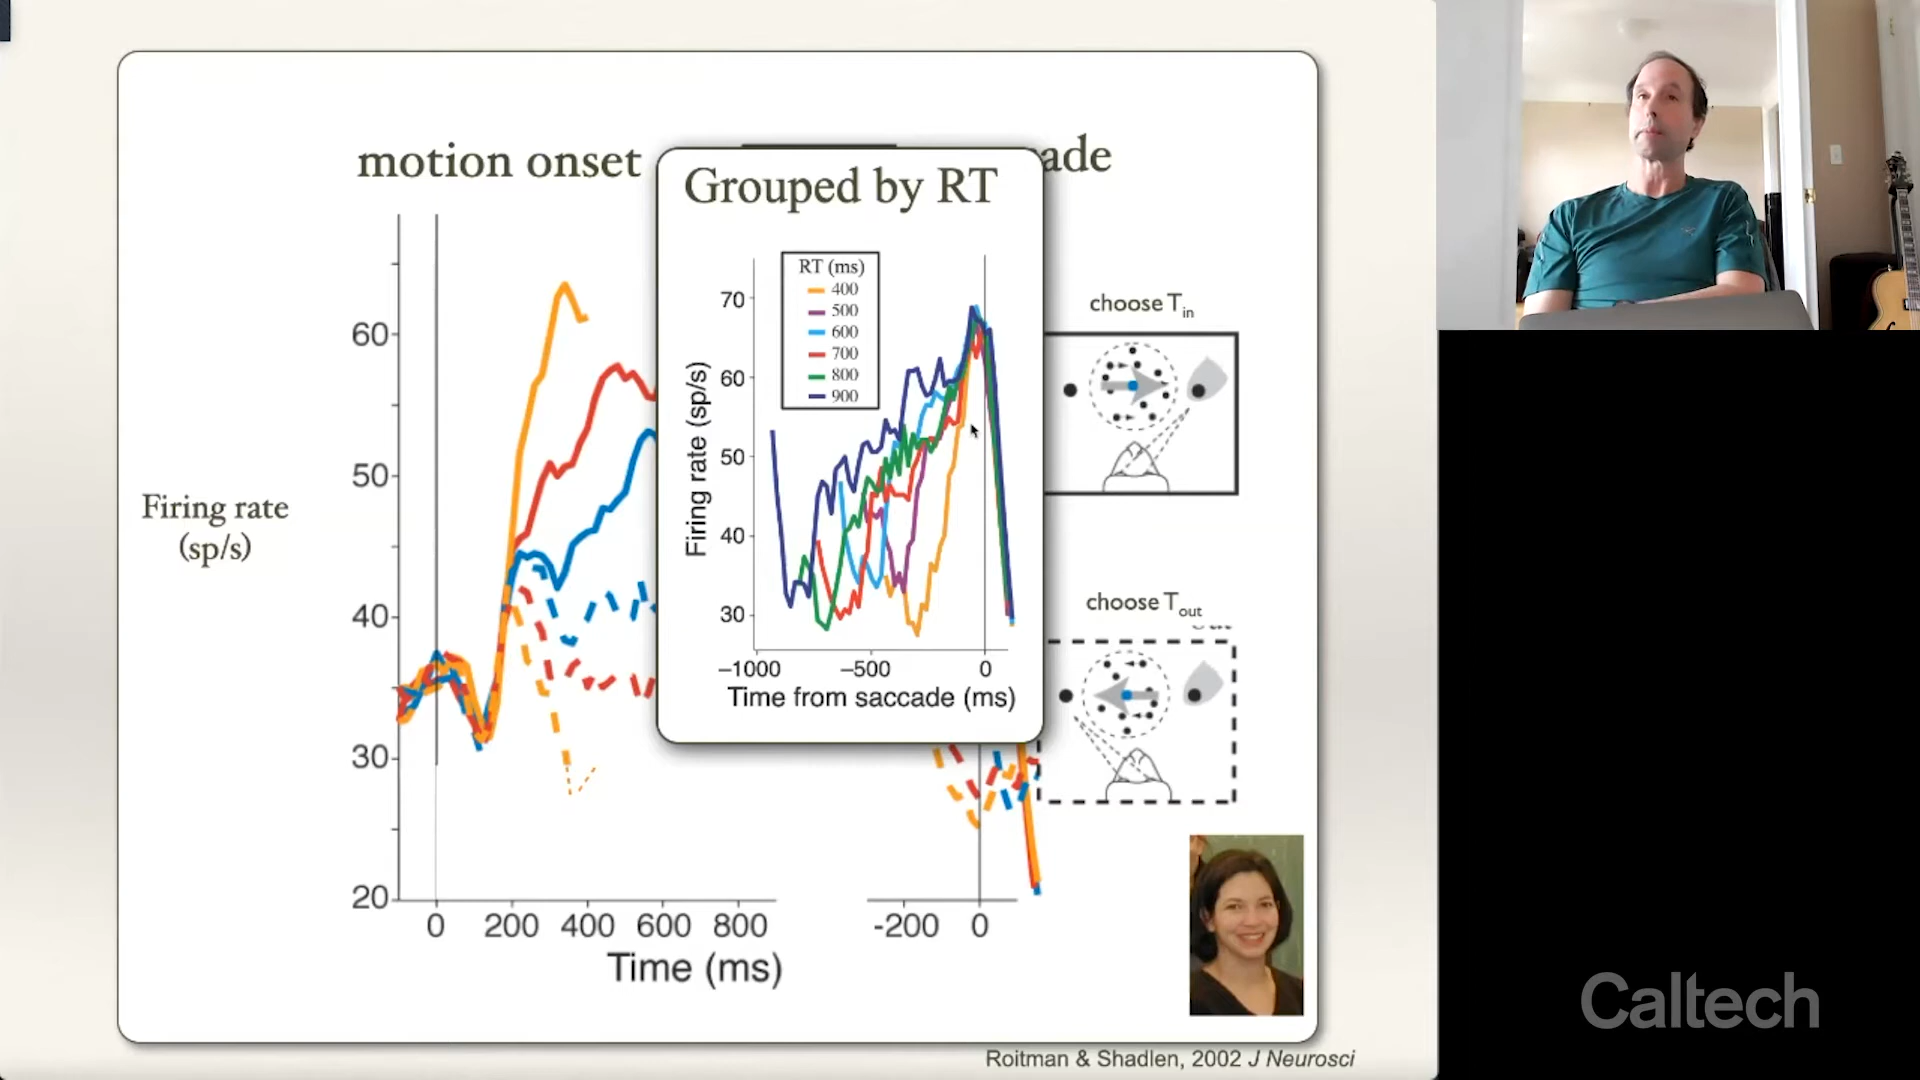 motion onset
ade
Grouped by RT
RT (ms)
400
500
600
700
800
900
70
60
50
40
30
Firing rate (sp/s)
−1000
−500
0
Time from saccade (ms)
60
50
40
30
20
Firing rate
(sp/s)
0
200
400
600
800
-200
0
Time (ms)
choose Tin
choose Tout
Caltech
Roitman & Shadlen, 2002 J Neurosci